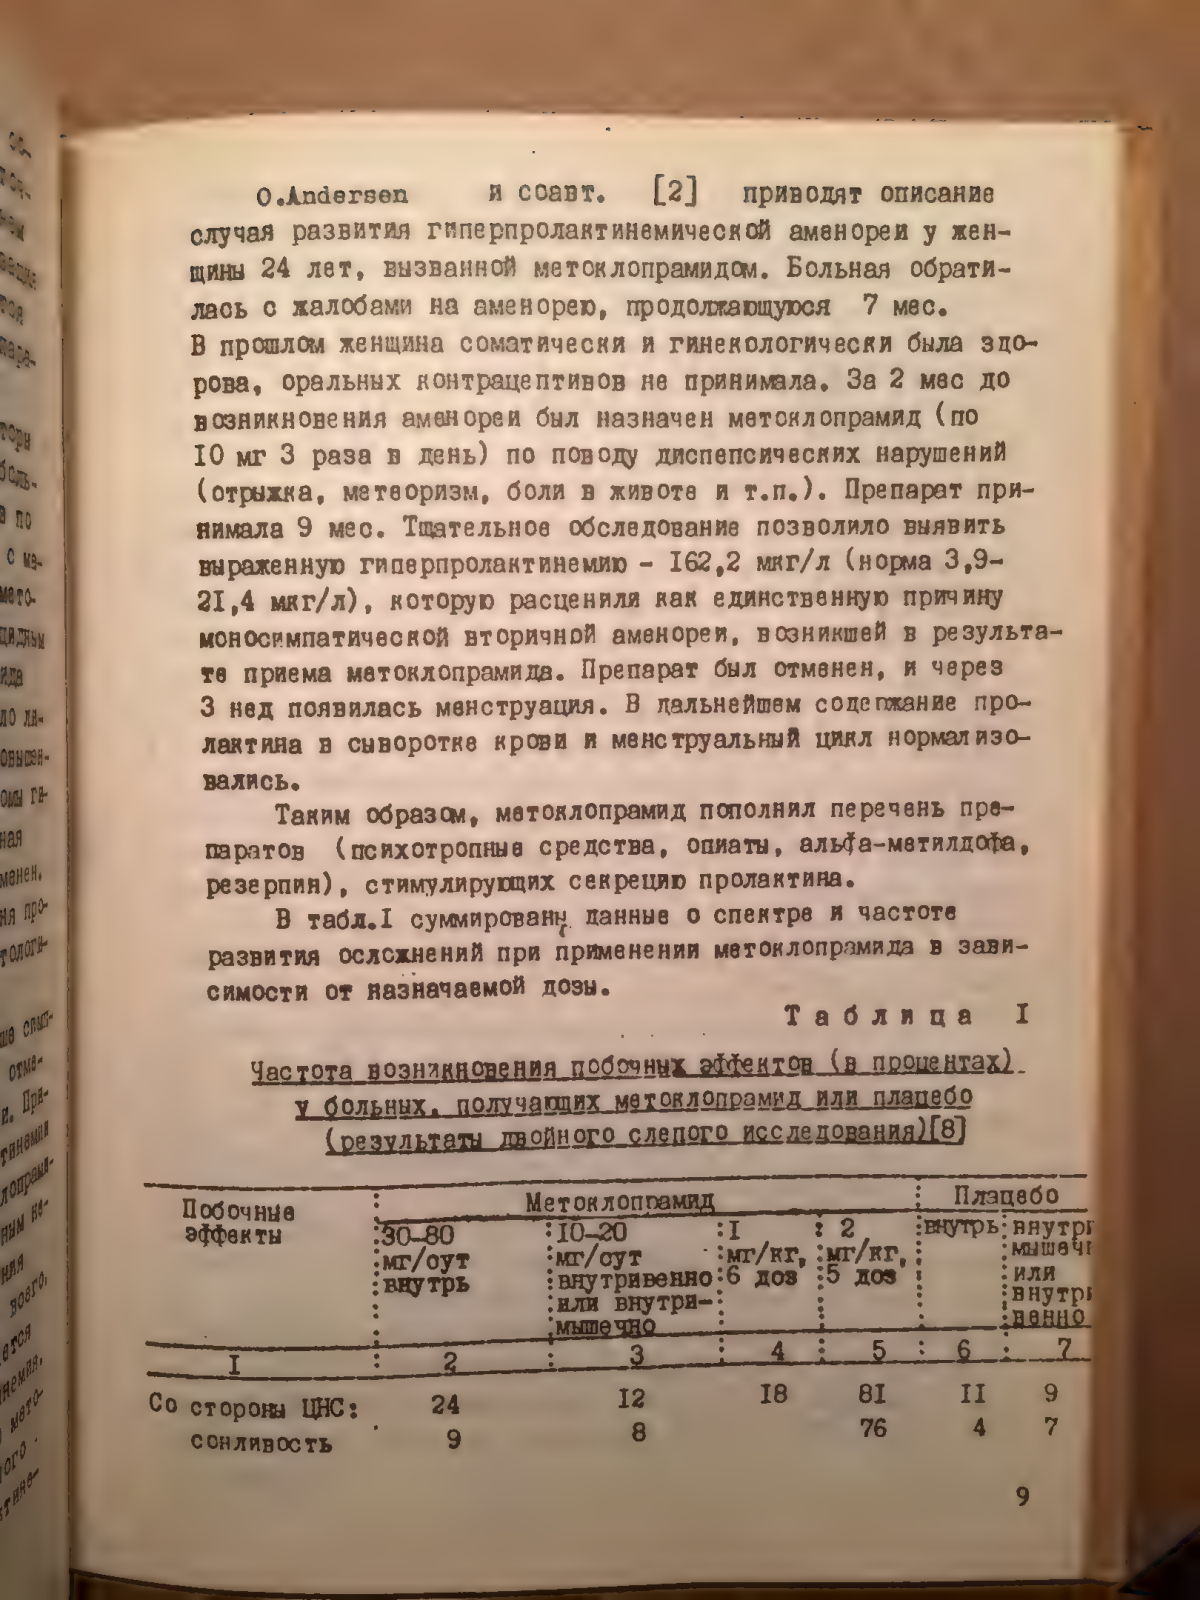 O.Andersen и соавт. [2] приводят описание
случая развития гиперпролактинемической аменореи у жен-
щины 24 лет, вызванной метоклопрамидом. Больная обрати-
лась с жалобами на аменорею, продолжающуюся 7 мес.
В прошлом женщина соматически и гинекологически была здо-
рова, оральных контрацептивов не принимала. За 2 мес до
возникновения аменореи был назначен метоклопрамид (по
10 мг 3 раза в день) по поводу диспепсических нарушений
(отрыжка, метеоризм, боли в животе и т.п.). Препарат при-
нимала 9 мес. Тщательное обследование позволило выявить
выраженную гиперпролактинемию - 162,2 мкг/л (норма 3,9-
21,4 мкг/л), которую расценили как единственную причину
моносимпатической вторичной аменореи, возникшей в результа-
те приема метоклопрамида. Препарат был отменен, и через
3 нед появилась менструация. В дальнейшем содержание про-
лактина в сыворотке крови и менструальный цикл нормализо-
вались.
Таким образом, метоклопрамид пополнил перечень пре-
паратов (психотропные средства, опиаты, альфа-метилдофа,
резерпин), стимулирующих секрецию пролактина.
В табл.I суммированы данные о спектре и частоте
развития осложнений при применении метоклопрамида в зави-
симости от назначаемой дозы.
Таблица I
Частота возникновения побочных эффектов (в процентах)
у больных, получающих метоклопрамид или плацебо
(результаты двойного слепого исследования)[8]
Побочные эффекты : Метоклопрамид : Плацебо
:30-80 :10-20 :1 : 2 :внутрь:внутри
:мг/сут :мг/сут :мг/кг, :мг/кг, : :мышечн
:внутрь :внутривенно :6 доз :5 доз : :или
:или внутри- : : : :внутри
:мышечно : : : :венно
1 : 2 : 3 : 4 : 5 : 6 : 7
Со стороны ЦНС: 24 12 18 81 11 9
сонливость 9 8 76 4 7
9